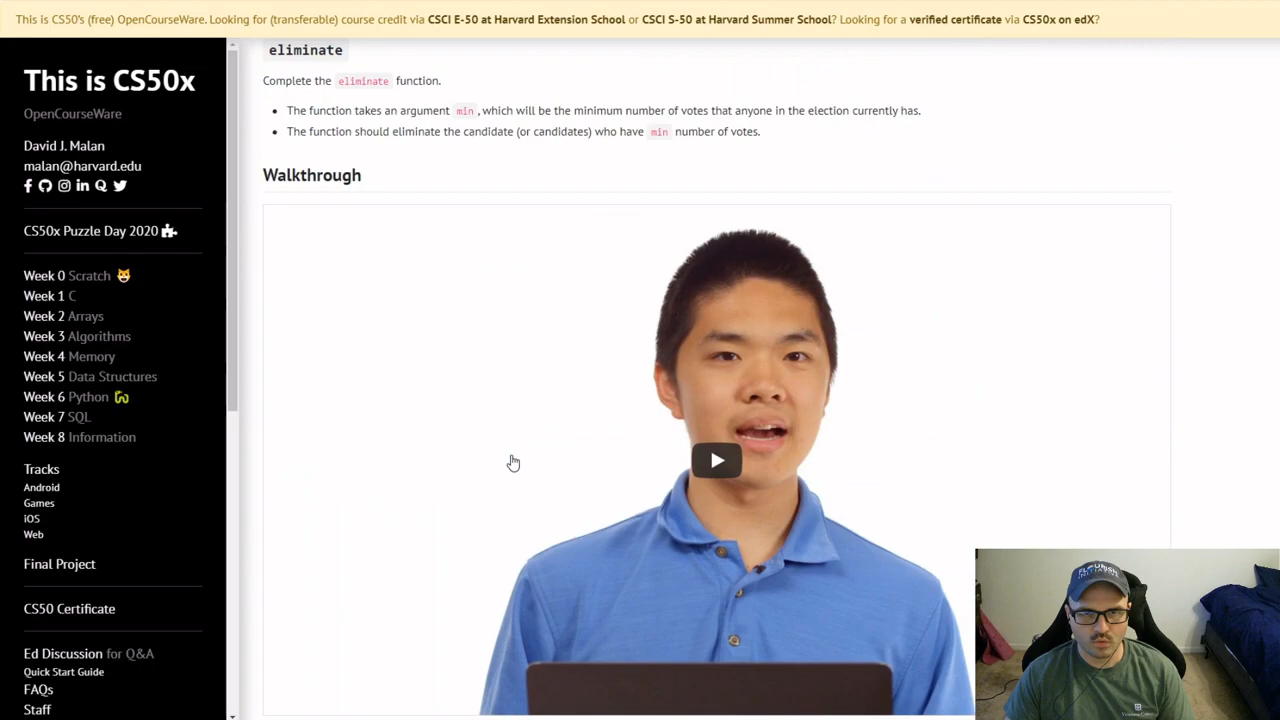 This is CS50's (free) OpenCourseWare. Looking for (transferable) course credit via CSCI E-50 at Harvard Extension School or CSCI S-50 at Harvard Summer School? Looking for a verified certificate via CS50x on edX?
This is CS50x
OpenCourseWare
David J. Malan
malan@harvard.edu
CS50x Puzzle Day 2020
Week 0 Scratch
Week 1 C
Week 2 Arrays
Week 3 Algorithms
Week 4 Memory
Week 5 Data Structures
Week 6 Python
Week 7 SQL
Week 8 Information
Tracks
Android
Games
iOS
Web
Final Project
CS50 Certificate
Ed Discussion for Q&A
Quick Start Guide
FAQs
Staff
eliminate
Complete the eliminate function.
The function takes an argument min, which will be the minimum number of votes that anyone in the election currently has.
The function should eliminate the candidate (or candidates) who have min number of votes.
Walkthrough
FLOURISH